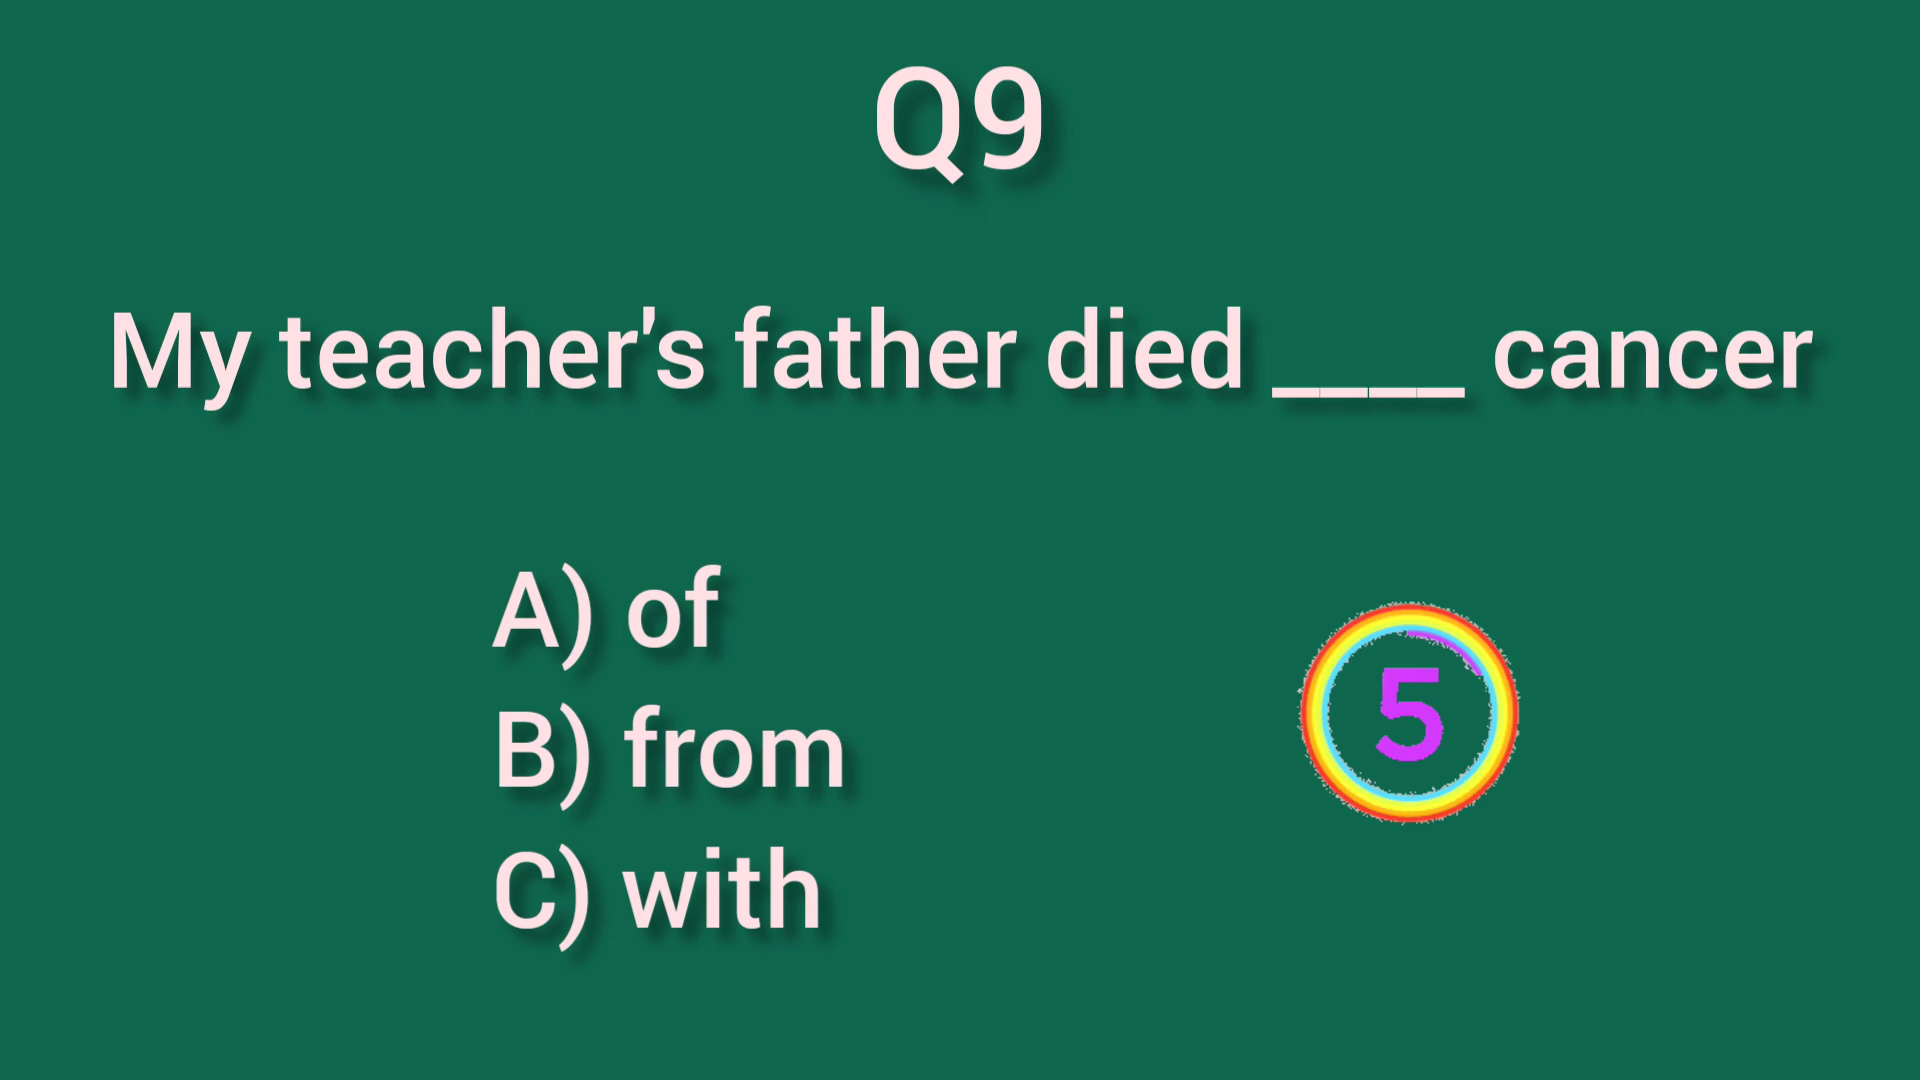 Q9
My teacher's father died ____ cancer
A) of
B) from
5
C) with